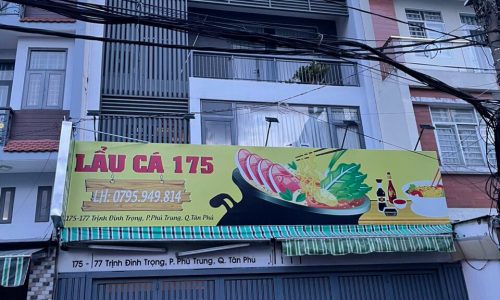 LẨU CÁ 175
LH: 0795.949.814
175-177 Trịnh Đình Trọng, P.Phú Trung, Q.Tân Phú
175 - 77 Trịnh Đình Trọng, P. Phú Trung, Q. Tân Phú